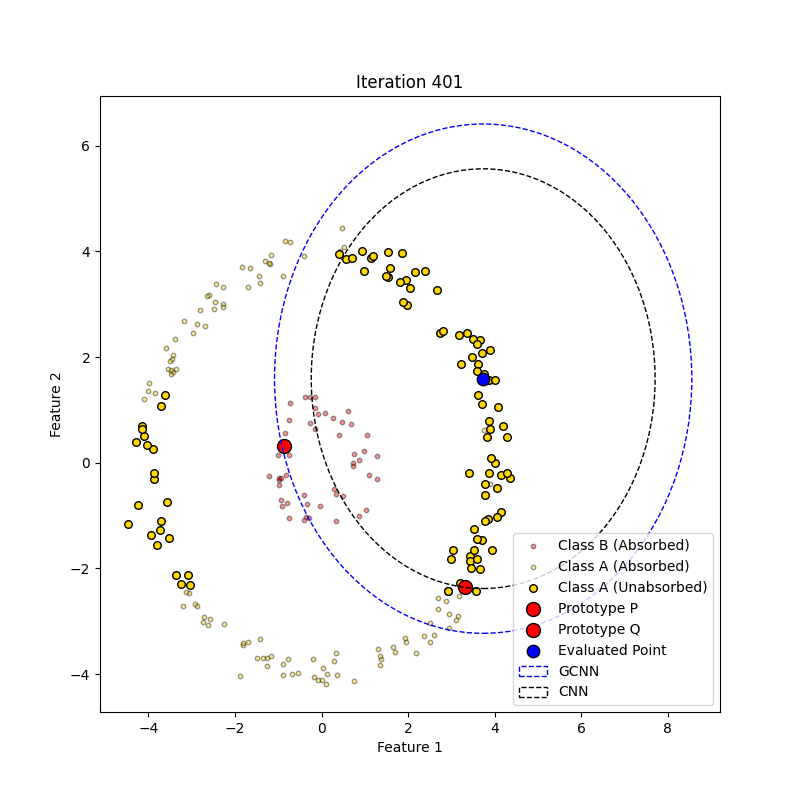 Iteration 401
Feature 2
6
4
2
0
−2
−4
−4
−2
0
2
4
6
8
Feature 1
Class B (Absorbed)
Class A (Absorbed)
Class A (Unabsorbed)
Prototype P
Prototype Q
Evaluated Point
GCNN
CNN